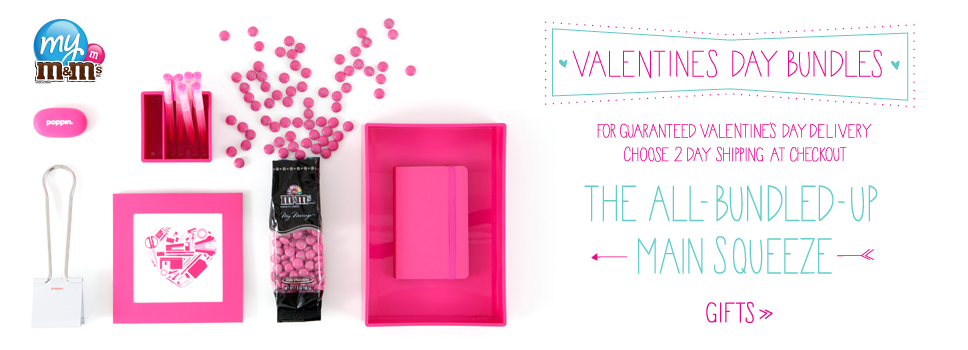 my
m
m&m's
poppin.
m&m's
My M&M's
VALENTINES DAY BUNDLES
FOR GUARANTEED VALENTINE'S DAY DELIVERY
CHOOSE 2 DAY SHIPPING AT CHECKOUT
THE ALL-BUNDLED-UP
MAIN SQUEEZE
GIFTS »